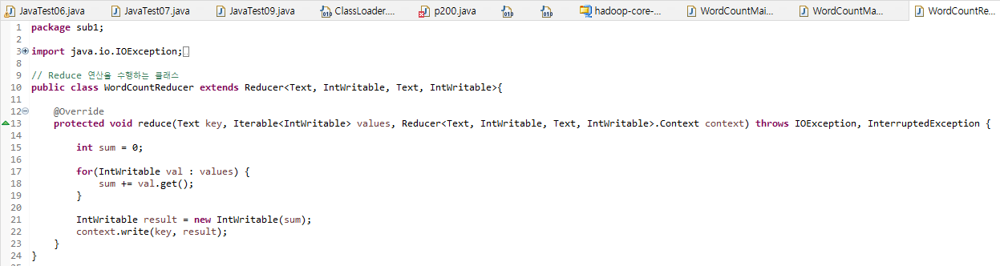 JavaTest06.java JavaTest07.java JavaTest09.java ClassLoader.... p200.java hadoop-core-... WordCountMai... WordCountMa... WordCountRe...
1 package sub1;
2
3 import java.io.IOException;
8
9 // Reduce 연산을 수행하는 클래스
10 public class WordCountReducer extends Reducer<Text, IntWritable, Text, IntWritable>{
11
12 @Override
13 protected void reduce(Text key, Iterable<IntWritable> values, Reducer<Text, IntWritable, Text, IntWritable>.Context context) throws IOException, InterruptedException {
14
15 int sum = 0;
16
17 for(IntWritable val : values) {
18 sum += val.get();
19 }
20
21 IntWritable result = new IntWritable(sum);
22 context.write(key, result);
23 }
24 }